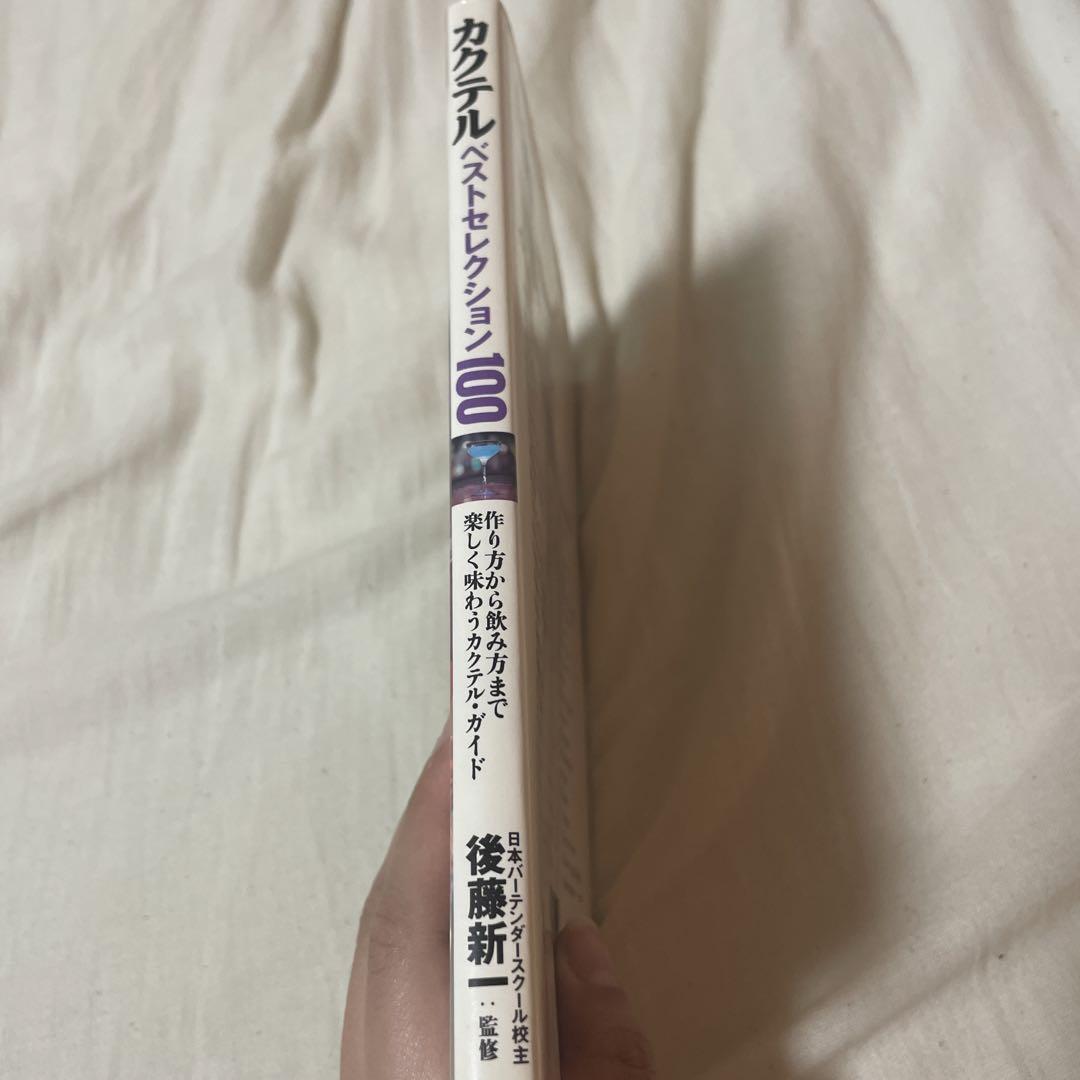 カクテルベストセレクション100
作り方から飲み方まで
楽しく味わうカクテル・ガイド
日本バーテンダースクール校主
後藤新一:監修